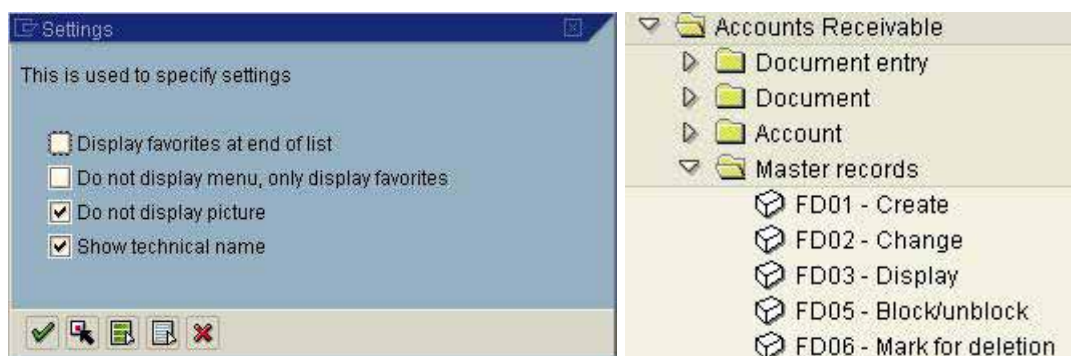 Settings
This is used to specify settings
Display favorites at end of list
Do not display menu, only display favorites
Do not display picture
Show technical name
Accounts Receivable
Document entry
Document
Account
Master records
FD01 - Create
FD02 - Change
FD03 - Display
FD05 - Block/unblock
FD06 - Mark for deletion